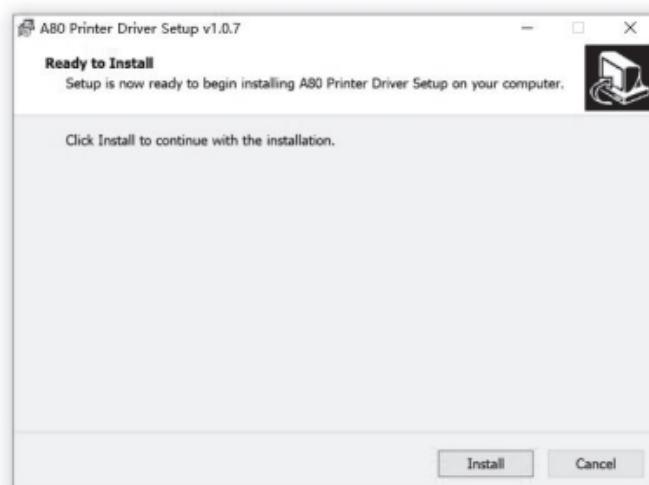 A80 Printer Driver Setup v1.0.7
Ready to Install
Setup is now ready to begin installing A80 Printer Driver Setup on your computer.
Click Install to continue with the installation.
Install
Cancel